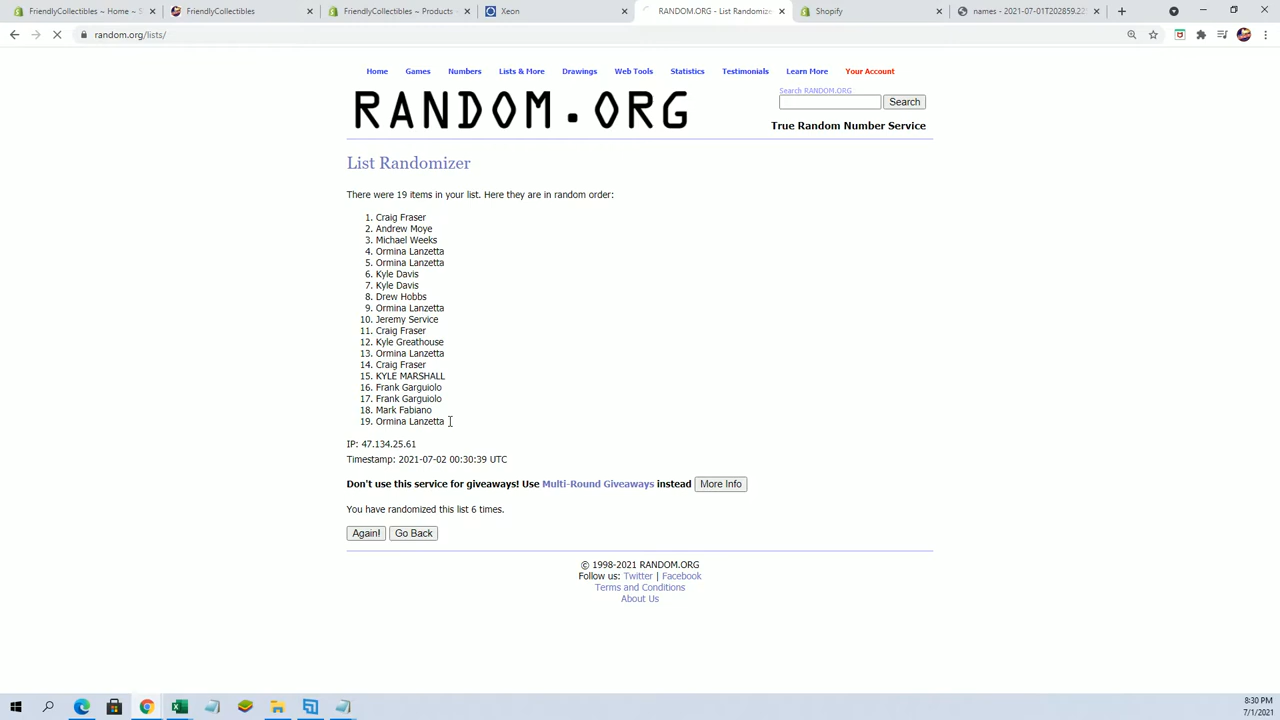 FriendlyCollectibles ~ Home ~ S
FriendlyCollectibles
FriendlyCollectibles ~ Products ~
Xeon
RANDOM.ORG - List Randomizer
Shopify
names - 2021-07-01T202859.22
random.org/lists/
Home Games Numbers Lists & More Drawings Web Tools Statistics Testimonials Learn More Your Account
RANDOM.ORG
Search RANDOM.ORG
Search
True Random Number Service
List Randomizer
There were 19 items in your list. Here they are in random order:
1. Craig Fraser
2. Andrew Moye
3. Michael Weeks
4. Ormina Lanzetta
5. Ormina Lanzetta
6. Kyle Davis
7. Kyle Davis
8. Drew Hobbs
9. Ormina Lanzetta
10. Jeremy Service
11. Craig Fraser
12. Kyle Greathouse
13. Ormina Lanzetta
14. Craig Fraser
15. KYLE MARSHALL
16. Frank Garguiolo
17. Frank Garguiolo
18. Mark Fabiano
19. Ormina Lanzetta
IP: 47.134.25.61
Timestamp: 2021-07-02 00:30:39 UTC
Don't use this service for giveaways! Use Multi-Round Giveaways instead More Info
You have randomized this list 6 times.
Again! Go Back
© 1998-2021 RANDOM.ORG
Follow us: Twitter | Facebook
Terms and Conditions
About Us
8:30 PM
7/1/2021